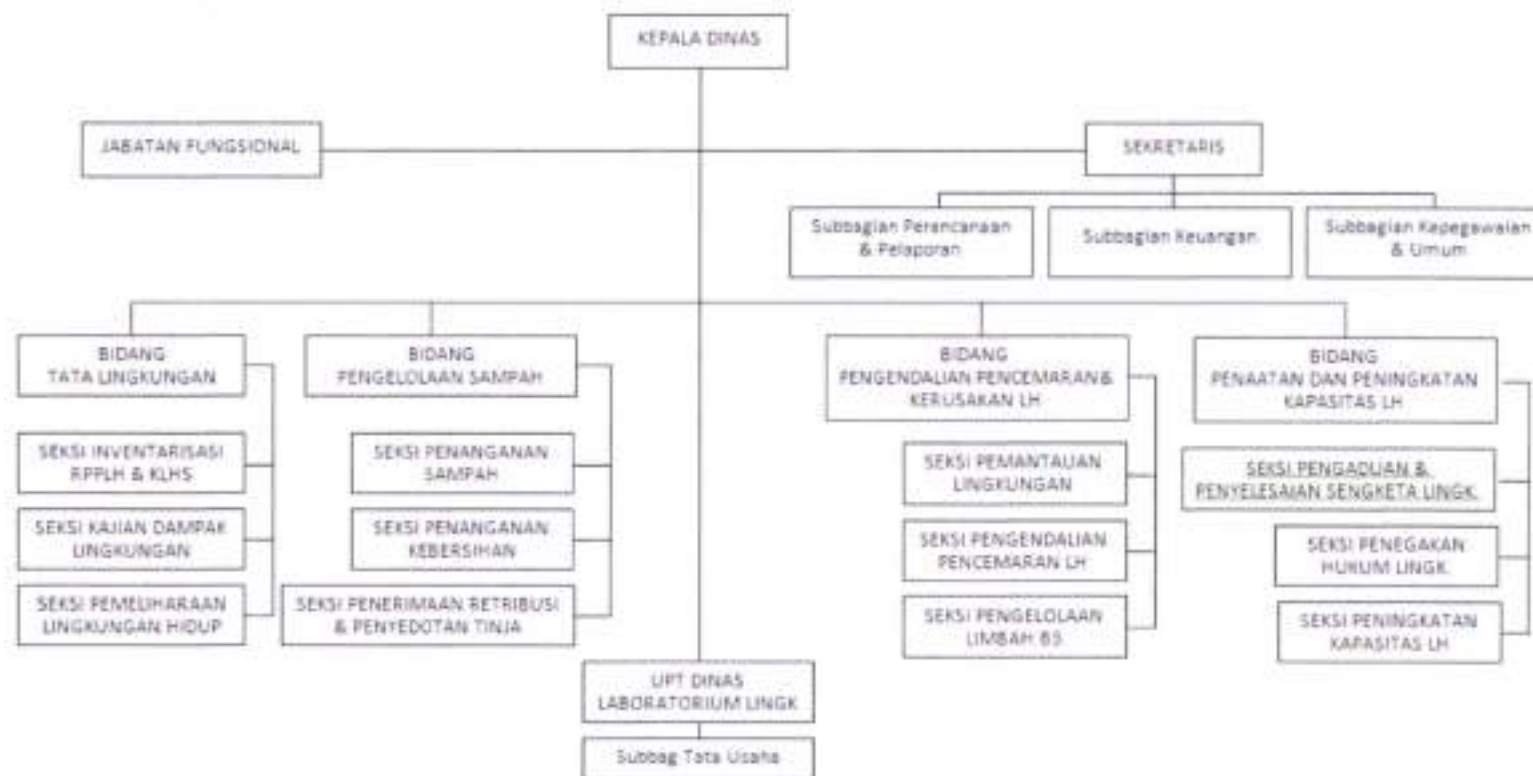 KEPALA DINAS
JABATAN FUNGSIONAL
SEKRETARIS
Subbagian Perencanaan
& Pelaporan
Subbagian Keuangan
Subbagian Kepegawaian
& Umum
BIDANG
TATA LINGKUNGAN
SEKSI INVENTARISASI
RPPLH & KLHS
SEKSI KAJIAN DAMPAK
LINGKUNGAN
SEKSI PEMELIHARAAN
LINGKUNGAN HIDUP
BIDANG
PENGELOLAAN SAMPAH
SEKSI PENANGANAN
SAMPAH
SEKSI PENANGANAN
KEBERSIHAN
SEKSI PENERIMAAN RETRIBUSI
& PENYEDOTAN TINJA
BIDANG
PENGENDALIAN PENCEMARAN&
KERUSAKAN LH
SEKSI PEMANTAUAN
LINGKUNGAN
SEKSI PENGENDALIAN
PENCEMARAN LH
SEKSI PENGELOLAAN
LIMBAH B3
BIDANG
PENAATAN DAN PENINGKATAN
KAPASITAS LH
SEKSI PENGADUAN &
PENYELESAIAN SENGKETA LINGK.
SEKSI PENEGAKAN
HUKUM LINGK.
SEKSI PENINGKATAN
KAPASITAS LH
UPT DINAS
LABORATORIUM LINGK
Subbag Tata Usaha